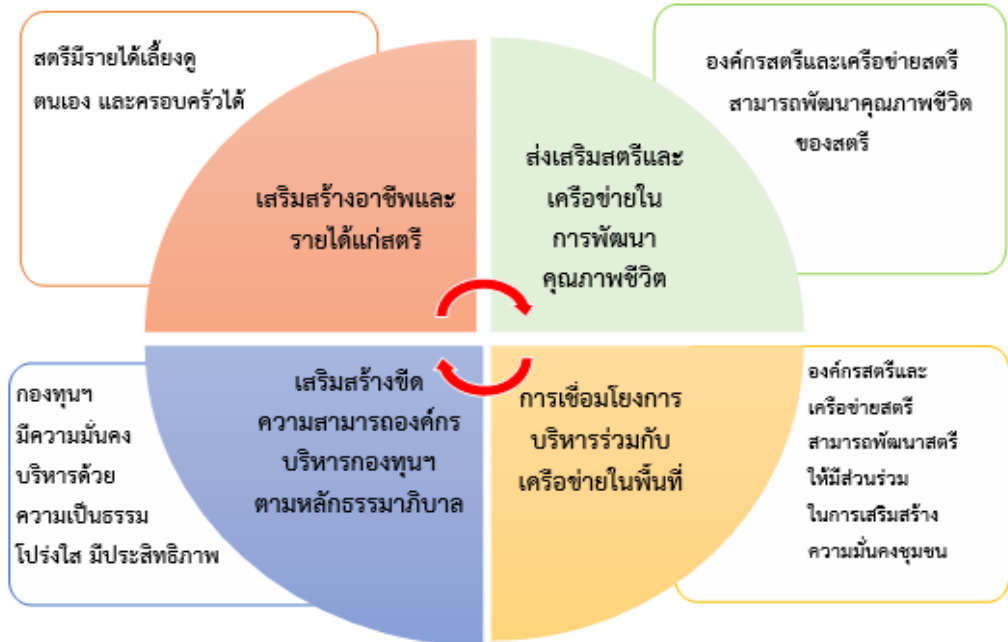 สตรีมีรายได้เลี้ยงดู
ตนเอง และครอบครัวได้
เสริมสร้างอาชีพและ
รายได้แก่สตรี
ส่งเสริมสตรีและ
เครือข่ายใน
การพัฒนา
คุณภาพชีวิต
องค์กรสตรีและเครือข่ายสตรี
สามารถพัฒนาคุณภาพชีวิต
ของสตรี
กองทุนฯ
มีความมั่นคง
บริหารด้วย
ความเป็นธรรม
โปร่งใส มีประสิทธิภาพ
เสริมสร้างขีด
ความสามารถองค์กร
บริหารกองทุนฯ
ตามหลักธรรมาภิบาล
การเชื่อมโยงการ
บริหารร่วมกับ
เครือข่ายในพื้นที่
องค์กรสตรีและ
เครือข่ายสตรี
สามารถพัฒนาสตรี
ให้มีส่วนร่วม
ในการเสริมสร้าง
ความมั่นคงชุมชน